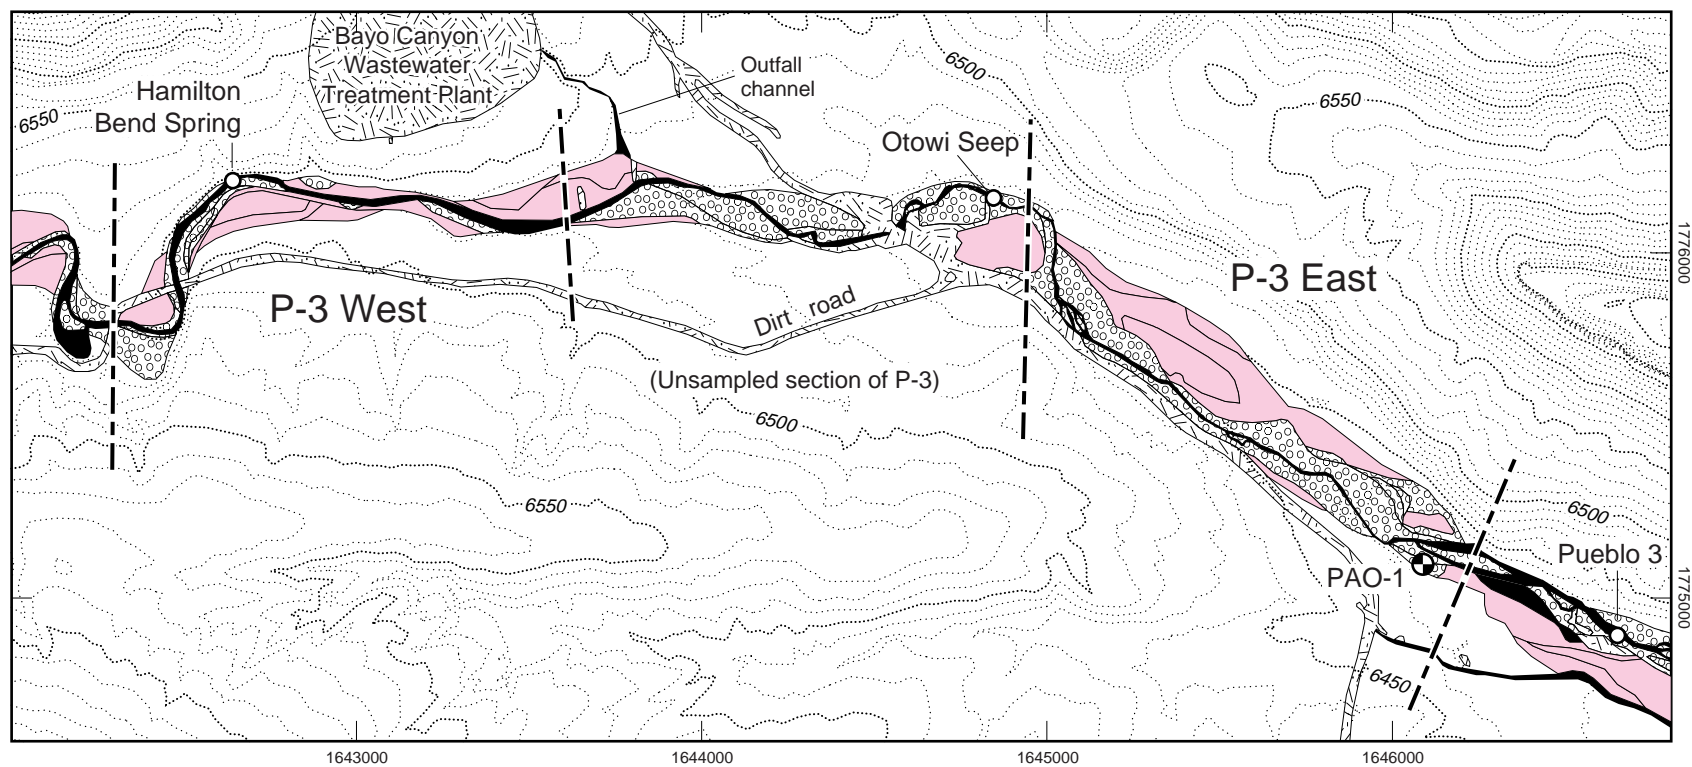 Bayo Canyon
Wastewater
Treatment Plant
Outfall
channel
6500
6550
Hamilton
Bend Spring
6550
Otowi Seep
1776000
P-3 East
P-3 West
Dirt road
(Unsampled section of P-3)
6500
6550
6500
Pueblo 3
PAO-1
1775000
6450
1643000
1644000
1645000
1646000